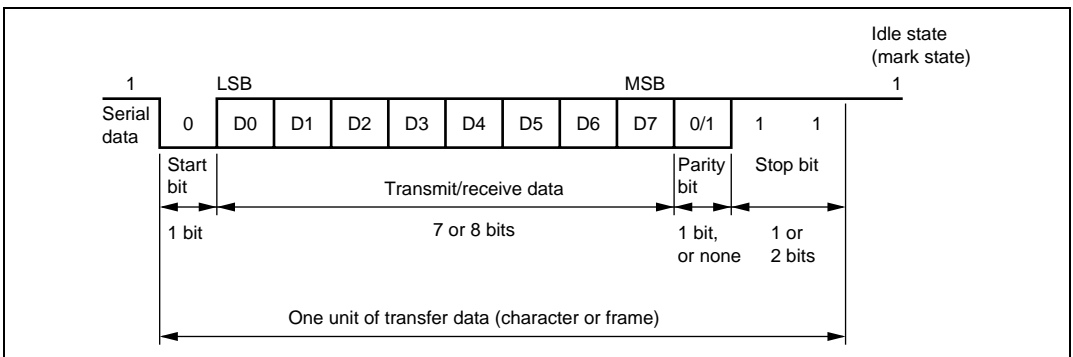 Idle state
(mark state)
1 LSB MSB 1
Serial
data
0 D0 D1 D2 D3 D4 D5 D6 D7 0/1 1 1
Start
bit
Transmit/receive data
Parity
bit
Stop bit
1 bit
7 or 8 bits
1 bit,
or none
1 or
2 bits
One unit of transfer data (character or frame)